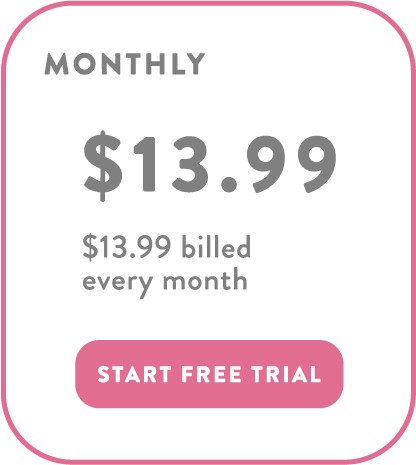 MONTHLY
$13.99
$13.99 billed
every month
START FREE TRIAL